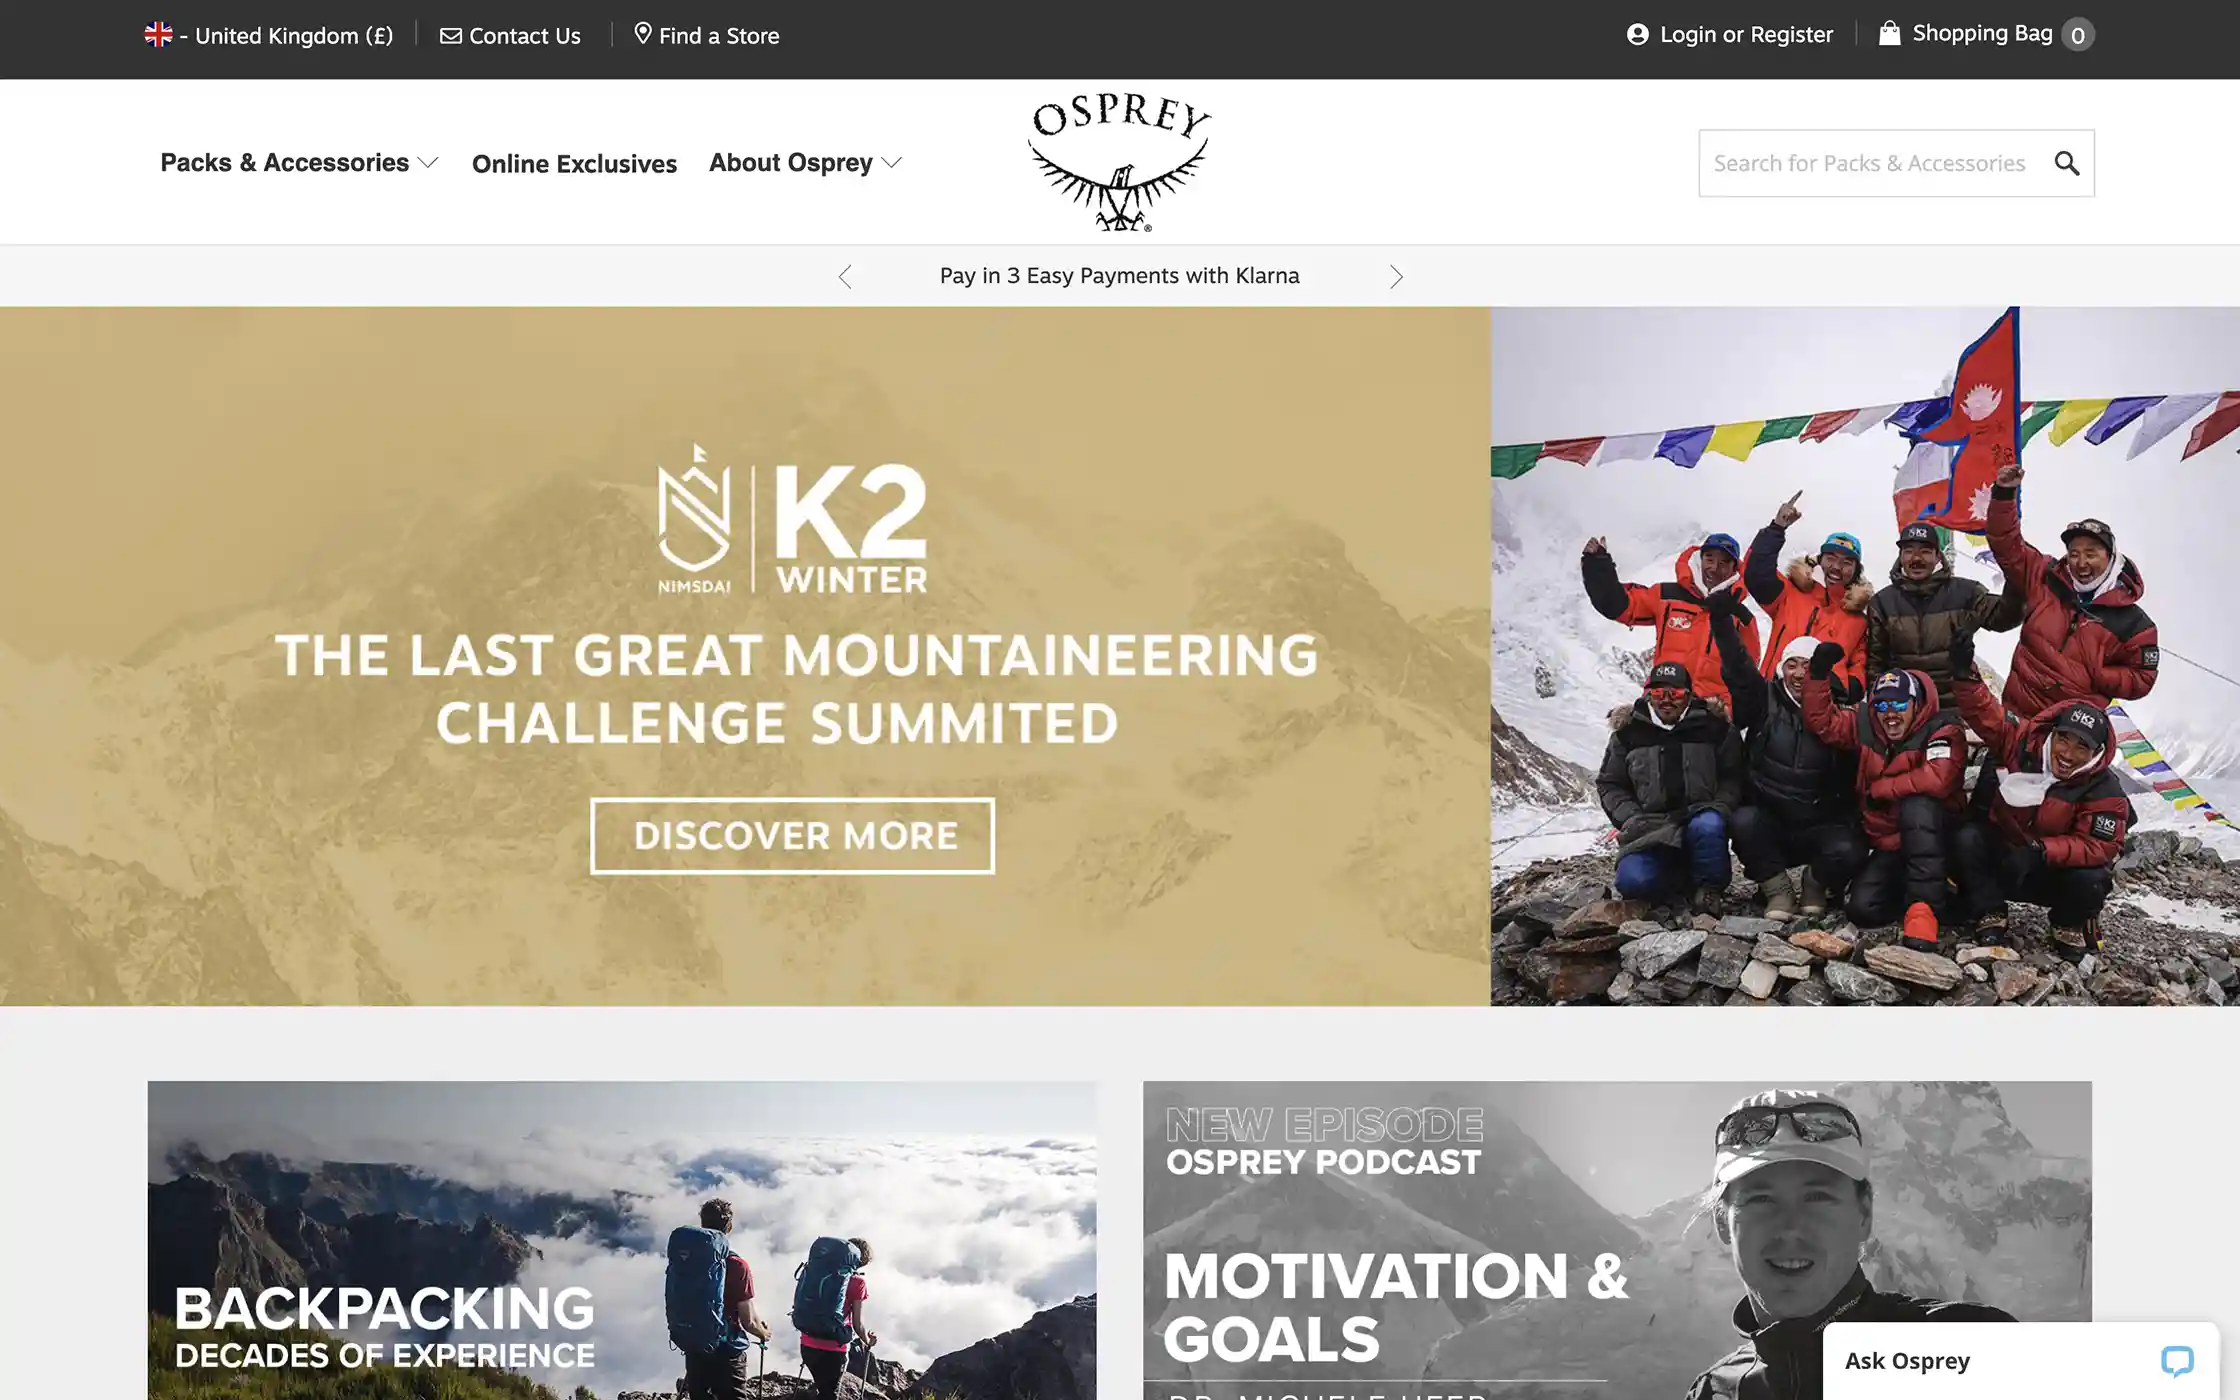 - United Kingdom (£)
Contact Us
Find a Store
Login or Register
Shopping Bag 0
Packs & Accessories
Online Exclusives
About Osprey
OSPREY
®
Search for Packs & Accessories
Pay in 3 Easy Payments with Klarna
NIMSDAI
K2
WINTER
THE LAST GREAT MOUNTAINEERING
CHALLENGE SUMMITED
DISCOVER MORE
BACKPACKING
DECADES OF EXPERIENCE
NEW EPISODE
OSPREY PODCAST
MOTIVATION &
GOALS
Ask Osprey